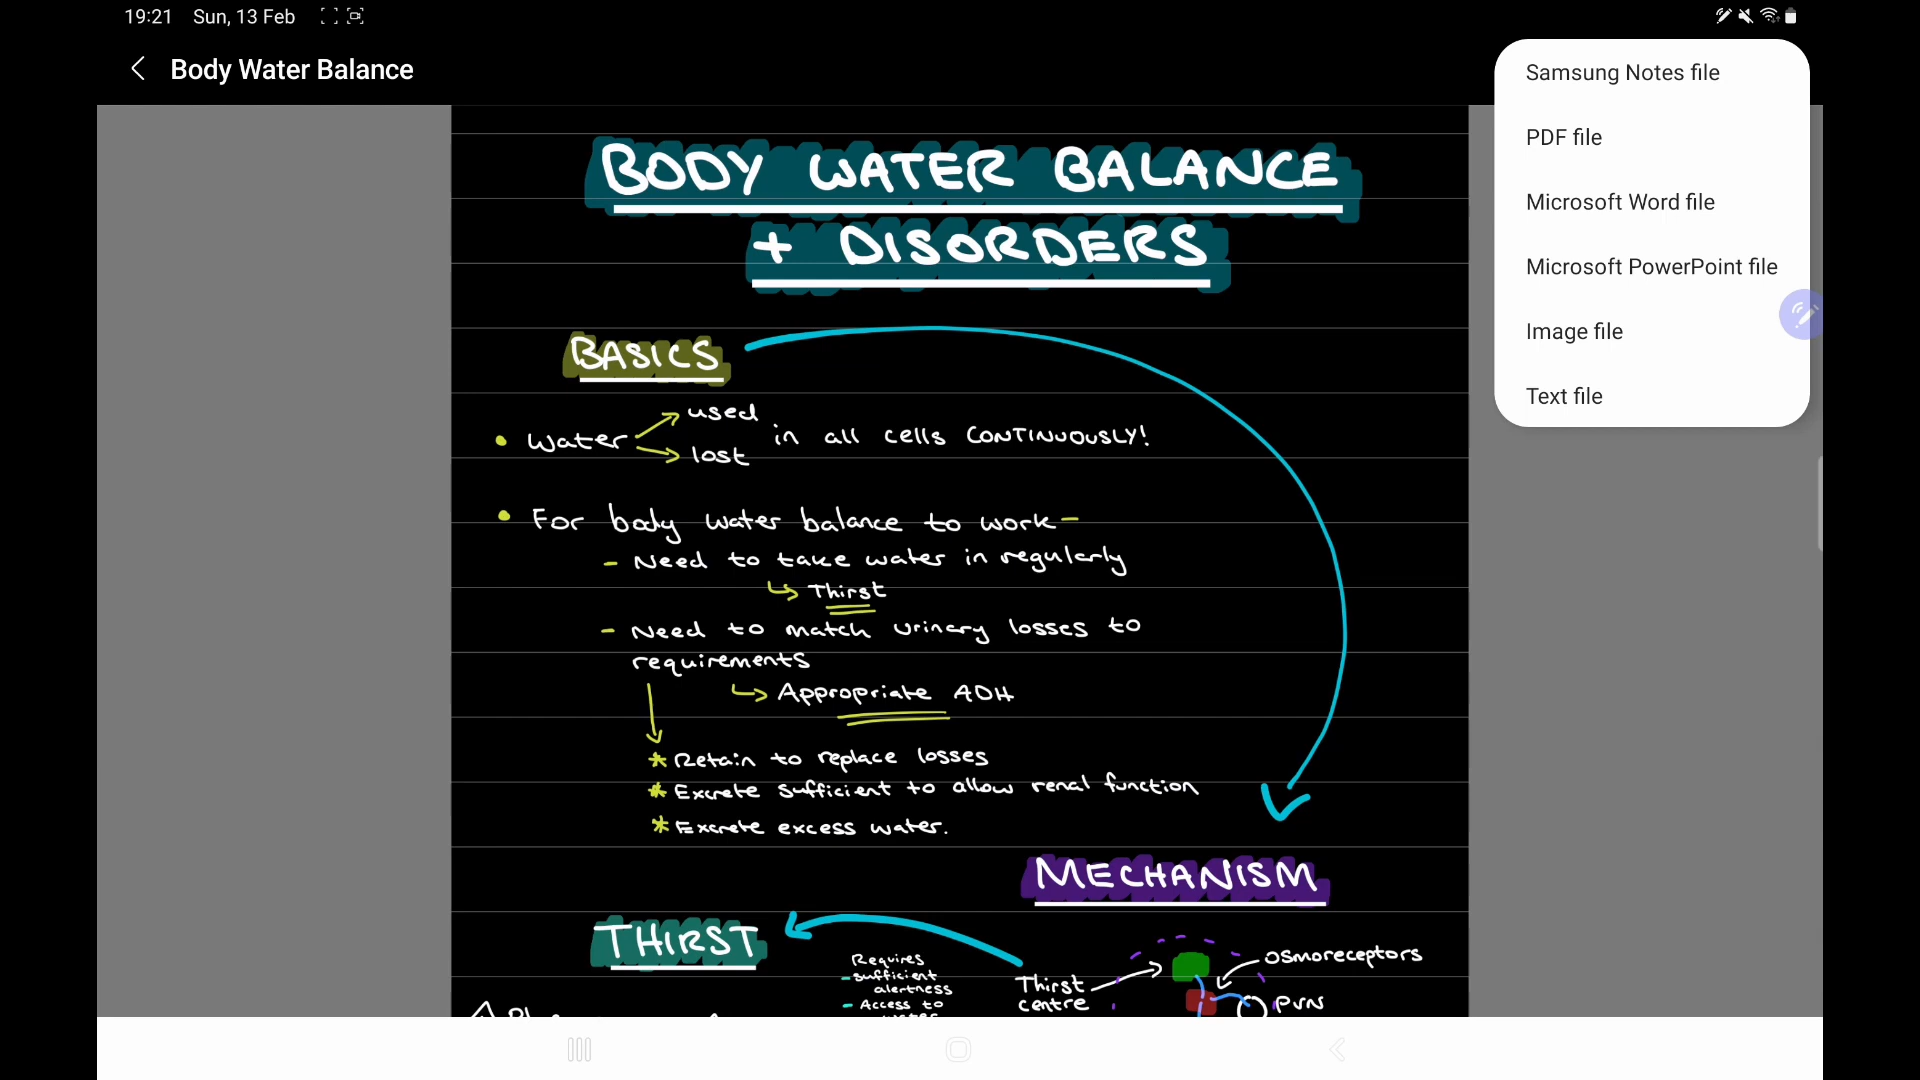 19:21 Sun, 13 Feb
Body Water Balance
Samsung Notes file
PDF file
Microsoft Word file
Microsoft PowerPoint file
Image file
Text file
BODY WATER BALANCE
+ DISORDERS
BASICS
• Water used
lost in all cells CONTINUOUSLY!
• For body water balance to work -
- Need to take water in regularly
Thirst
- Need to match urinary losses to
requirements
Appropriate ADH
* Retain to replace losses
* Excrete sufficient to allow renal function
* Excrete excess water.
MECHANISM
THIRST
Requires
- sufficient
alertness
- Access to
Thirst
centre
osmoreceptors
PVN